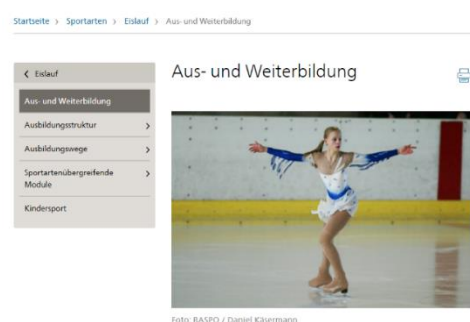 Startseite > Sportarten > Eislauf > Aus- und Weiterbildung
Eislauf
Aus- und Weiterbildung
Ausbildungsstruktur
Ausbildungswege
Sportartenübergreifende
Module
Kindersport
Aus- und Weiterbildung
Foto: BASPO / Daniel Käsermann